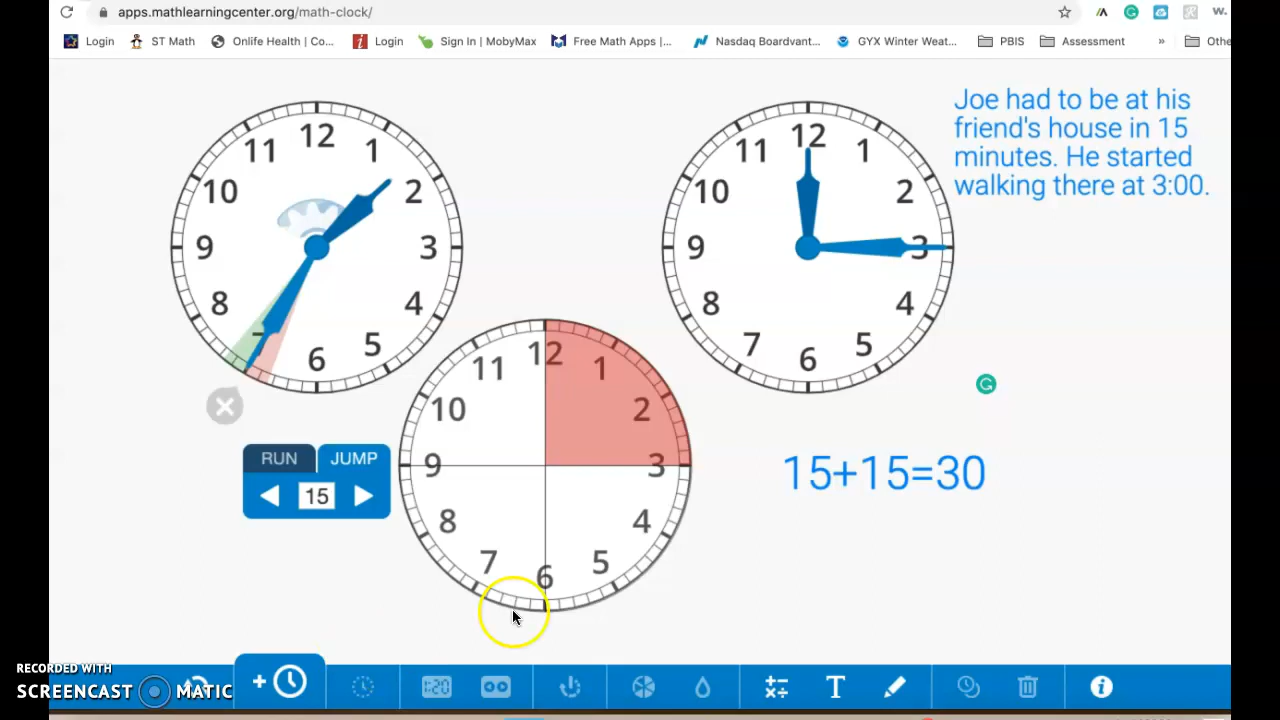 apps.mathlearningcenter.org/math-clock/
W.
Login
ST Math
Onlife Health | Co...
Login
Sign In | MobyMax
Free Math Apps |...
Nasdaq Boardvant...
GYX Winter Weat...
PBIS
Assessment
»
Othe
12
1
2
3
4
5
6
7
8
9
10
11
12
1
2
3
4
5
6
7
8
9
10
11
Joe had to be at his
friend's house in 15
minutes. He started
walking there at 3:00.
12
1
2
3
4
5
6
7
8
9
10
11
RUN JUMP
15
15+15=30
RECORDED WITH
SCREENCAST MATIC
+
:20
T
i